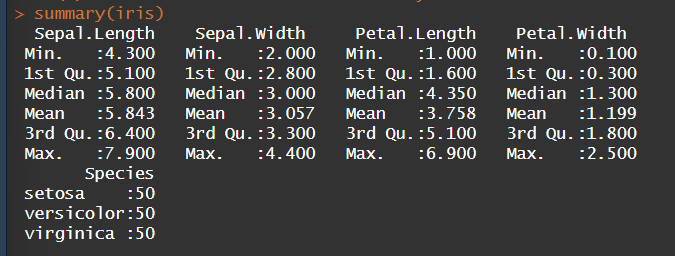 > summary(iris)
  Sepal.Length    Sepal.Width     Petal.Length    Petal.Width   
 Min.   :4.300   Min.   :2.000   Min.   :1.000   Min.   :0.100  
 1st Qu.:5.100   1st Qu.:2.800   1st Qu.:1.600   1st Qu.:0.300  
 Median :5.800   Median :3.000   Median :4.350   Median :1.300  
 Mean   :5.843   Mean   :3.057   Mean   :3.758   Mean   :1.199  
 3rd Qu.:6.400   3rd Qu.:3.300   3rd Qu.:5.100   3rd Qu.:1.800  
 Max.   :7.900   Max.   :4.400   Max.   :6.900   Max.   :2.500  
       Species  
 setosa    :50  
 versicolor:50  
 virginica :50